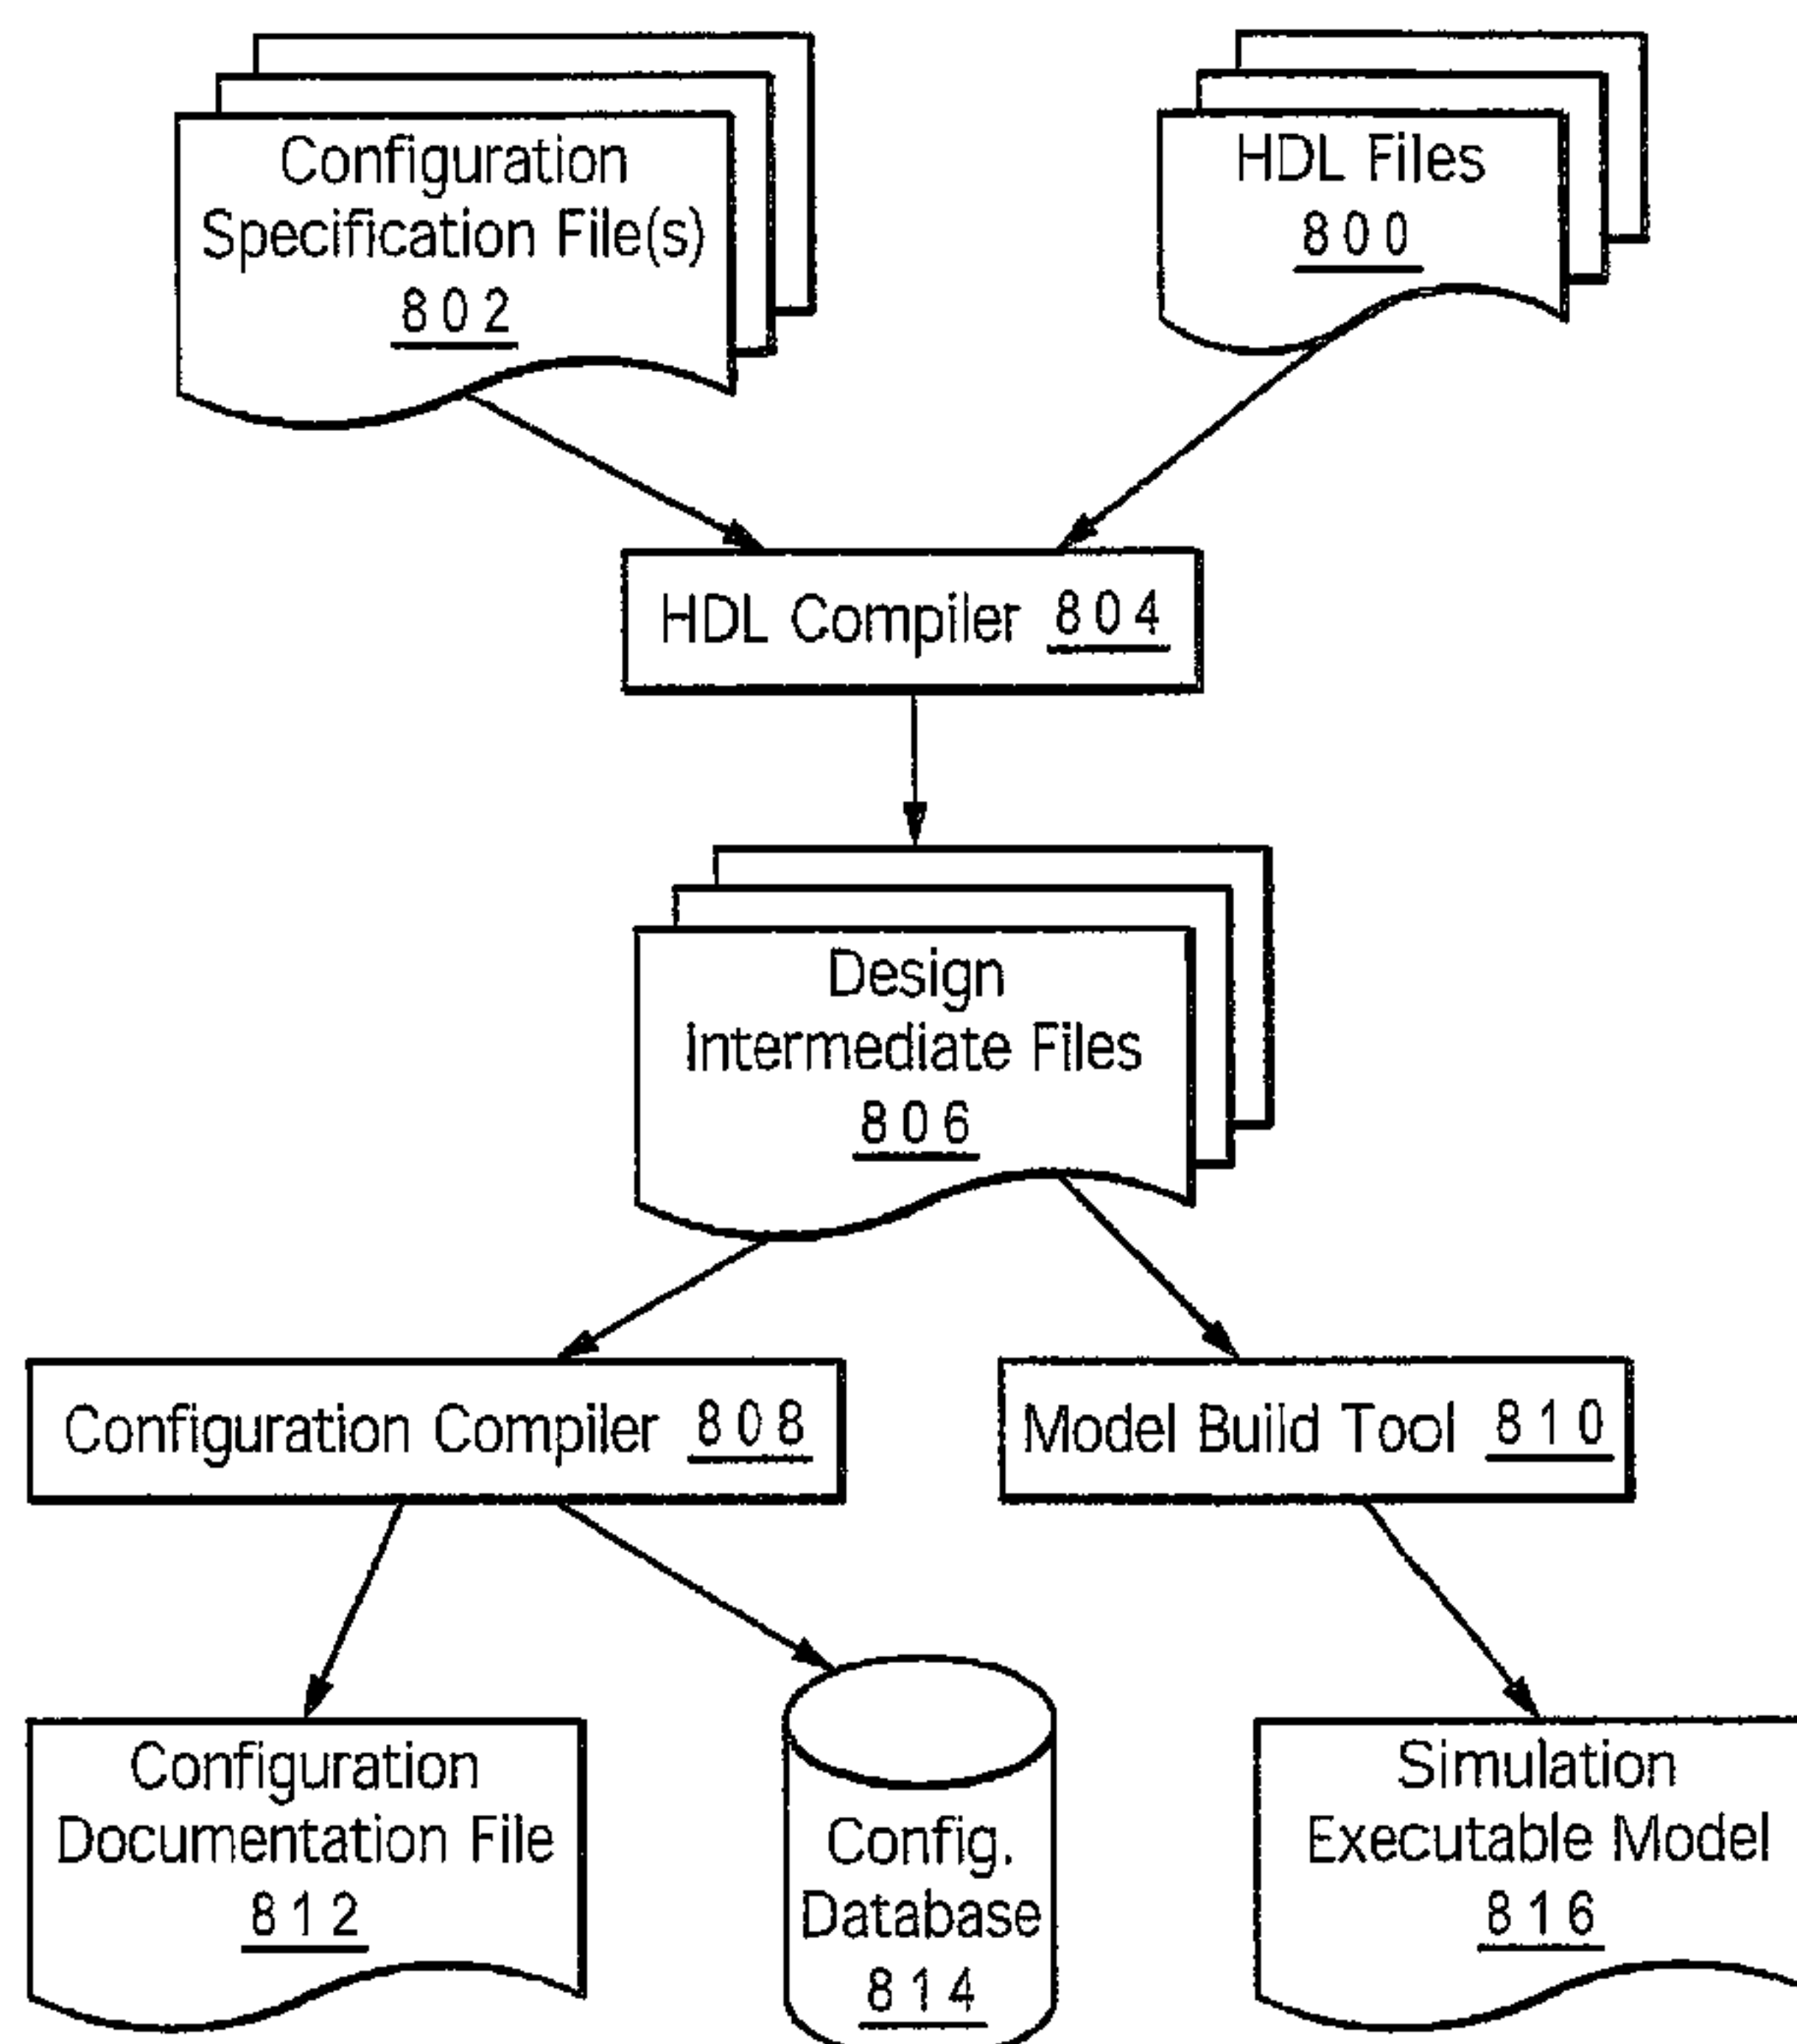 Configuration
Specification File(s)
802
HDL Files
800
HDL Compiler 804
Design
Intermediate Files
806
Configuration Compiler 808
Model Build Tool 810
Configuration
Documentation File
812
Config.
Database
814
Simulation
Executable Model
816